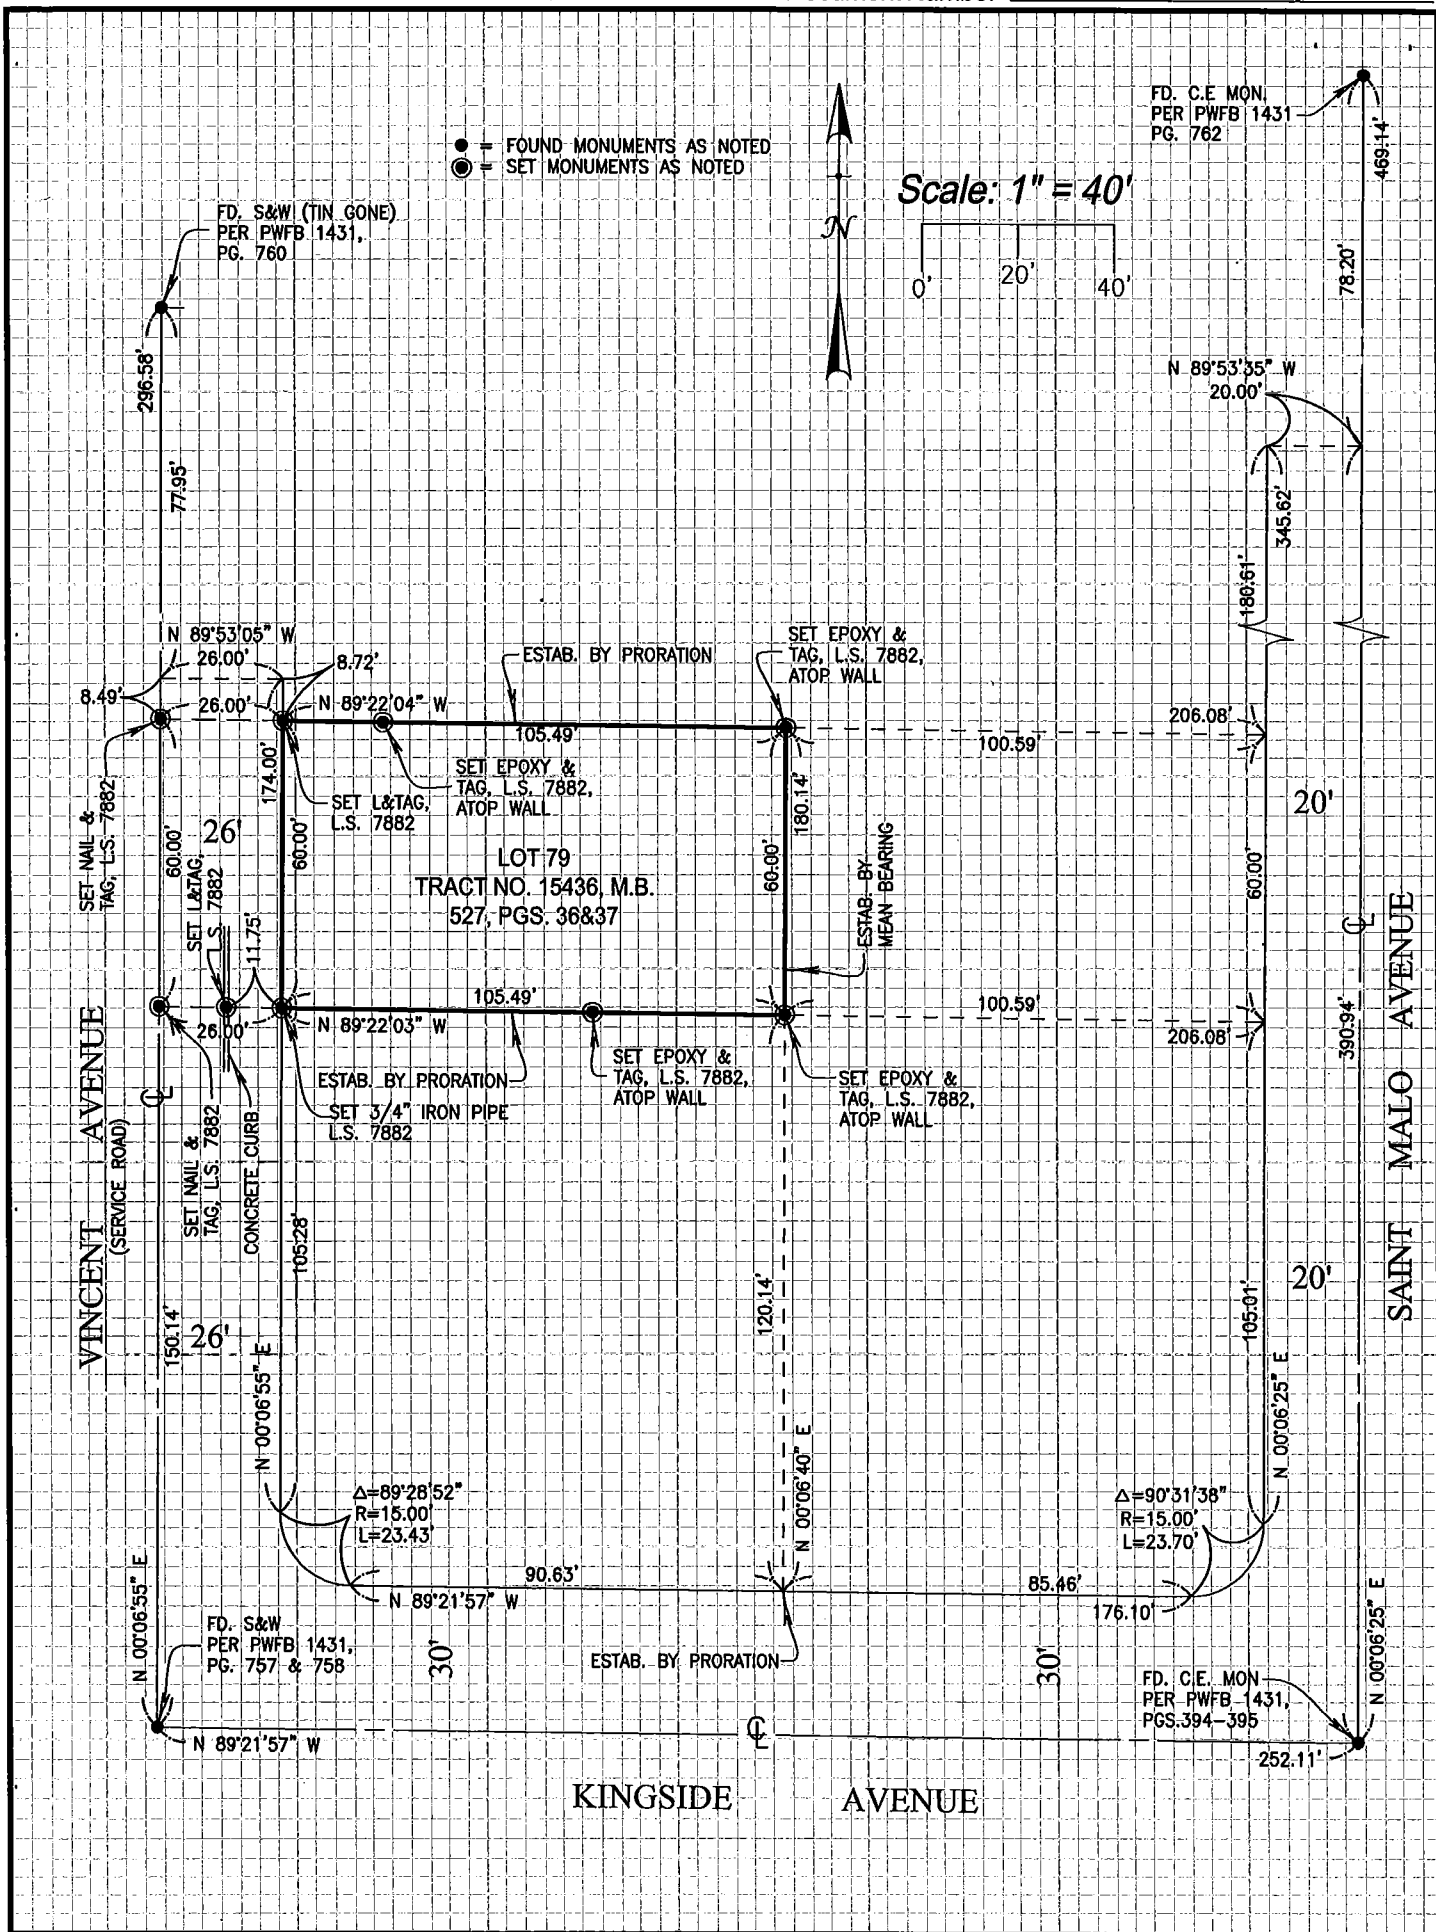 FD. C.E MON.
PER PWFB 1431
PG. 762
469.14'
● = FOUND MONUMENTS AS NOTED
◉ = SET MONUMENTS AS NOTED
Scale: 1" = 40'
N
0'
20'
40'
FD. S&W (TIN GONE)
PER PWFB 1431,
PG. 760
78.20'
296.58'
77.95'
N 89°53'35" W
20.00'
345.62'
180.61'
N 89°53'05" W
26.00'
8.72'
8.49'
26.00'
N 89°22'04" W
ESTAB. BY PRORATION
105.49'
SET EPOXY &
TAG, L.S. 7882,
ATOP WALL
206.08'
100.59'
SET NAIL &
TAG, L.S. 7882
174.00'
SET L&TAG,
L.S. 7882
SET EPOXY &
TAG, L.S. 7882,
ATOP WALL
180.14'
20'
60.00'
26'
60.00'
LOT 79
TRACT NO. 15436, M.B.
527, PGS. 36&37
60.00'
ESTAB. BY
MEAN BEARING
60.00'
SET L&TAG,
L.S. 7882
11.75'
26.00'
105.49'
N 89°22'03" W
100.59'
206.08'
390.94'
CL
SAINT MALO AVENUE
VINCENT AVENUE
(SERVICE ROAD)
CL
SET NAIL &
TAG, L.S. 7882
CONCRETE CURB
ESTAB. BY PRORATION
SET 3/4" IRON PIPE
L.S. 7882
SET EPOXY &
TAG, L.S. 7882,
ATOP WALL
SET EPOXY &
TAG, L.S. 7882,
ATOP WALL
105.28'
120.14'
105.01'
20'
150.14'
26'
N 00°06'55" E
N 00°06'40" E
N 00°06'25" E
Δ=89°28'52"
R=15.00'
L=23.43'
Δ=90°31'38"
R=15.00'
L=23.70'
90.63'
N 89°21'57" W
85.46'
176.10'
N 00°06'55" E
FD. S&W
PER PWFB 1431,
PG. 757 & 758
30'
ESTAB. BY PRORATION
30'
FD. C.E. MON
PER PWFB 1431,
PGS.394-395
N 00°06'25" E
N 89°21'57" W
CL
252.11'
KINGSIDE AVENUE